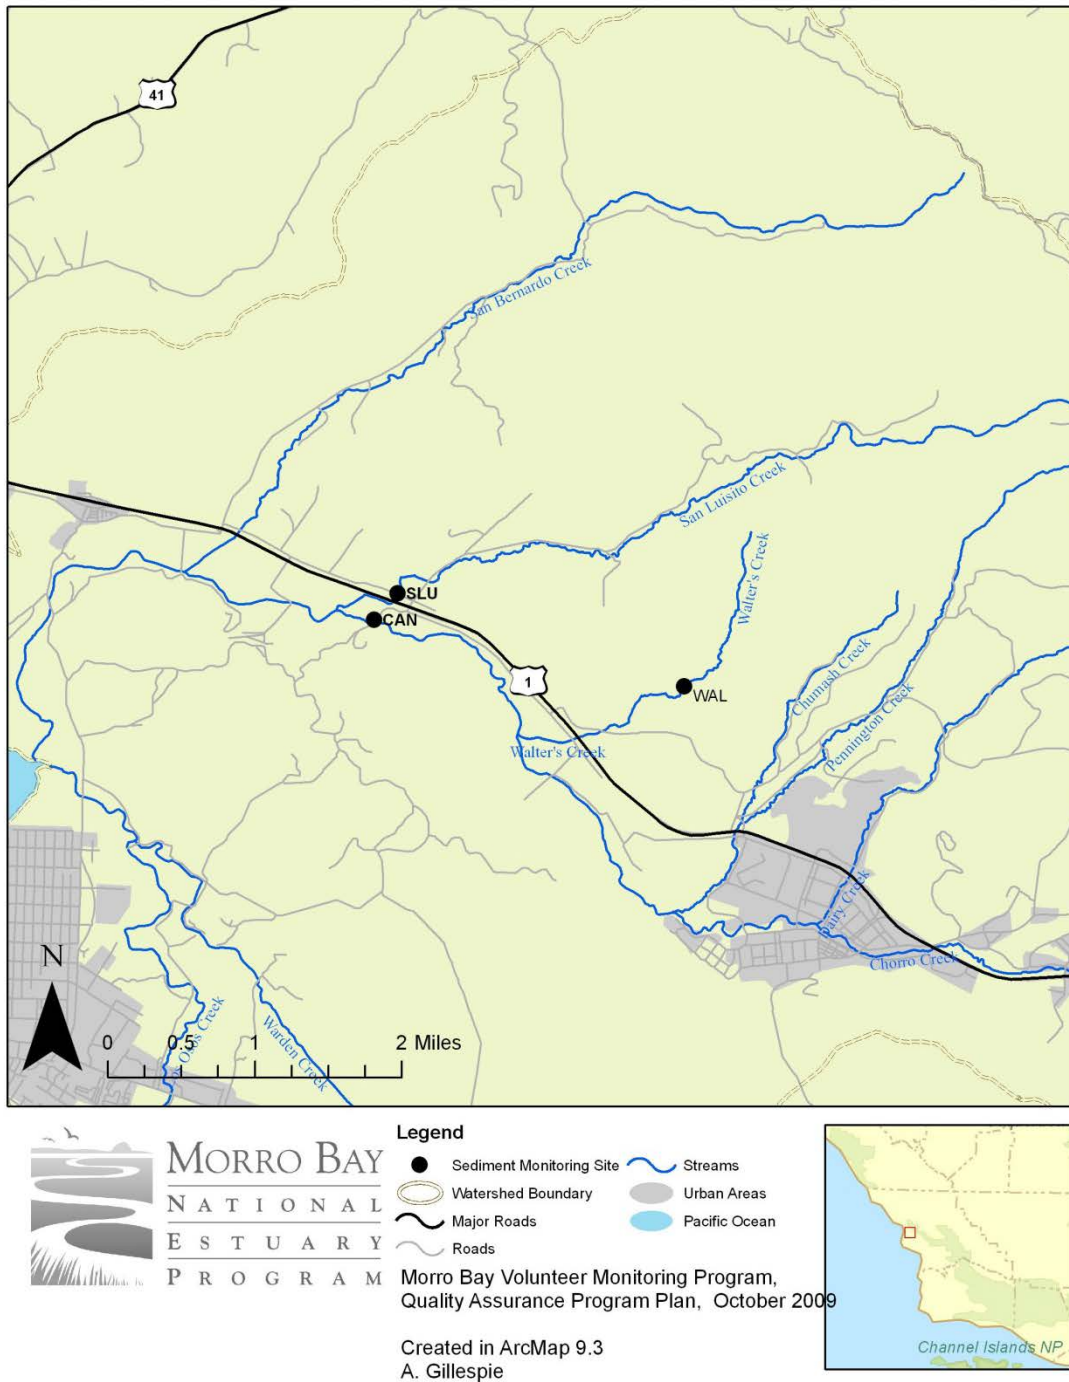 41
San Bernardo Creek
San Luisito Creek
Walter's Creek
SLU
CAN
Chumash Creek
1
WAL
Pennington Creek
Walter's Creek
Dairy Creek
Chorro Creek
N
Osos Creek
Warden Creek
0 0.5 1 2 Miles
MORRO BAY
NATIONAL
ESTUARY
PROGRAM
Legend
Sediment Monitoring Site
Streams
Watershed Boundary
Urban Areas
Major Roads
Pacific Ocean
Roads
Morro Bay Volunteer Monitoring Program,
Quality Assurance Program Plan, October 2009
Created in ArcMap 9.3
A. Gillespie
Channel Islands NP